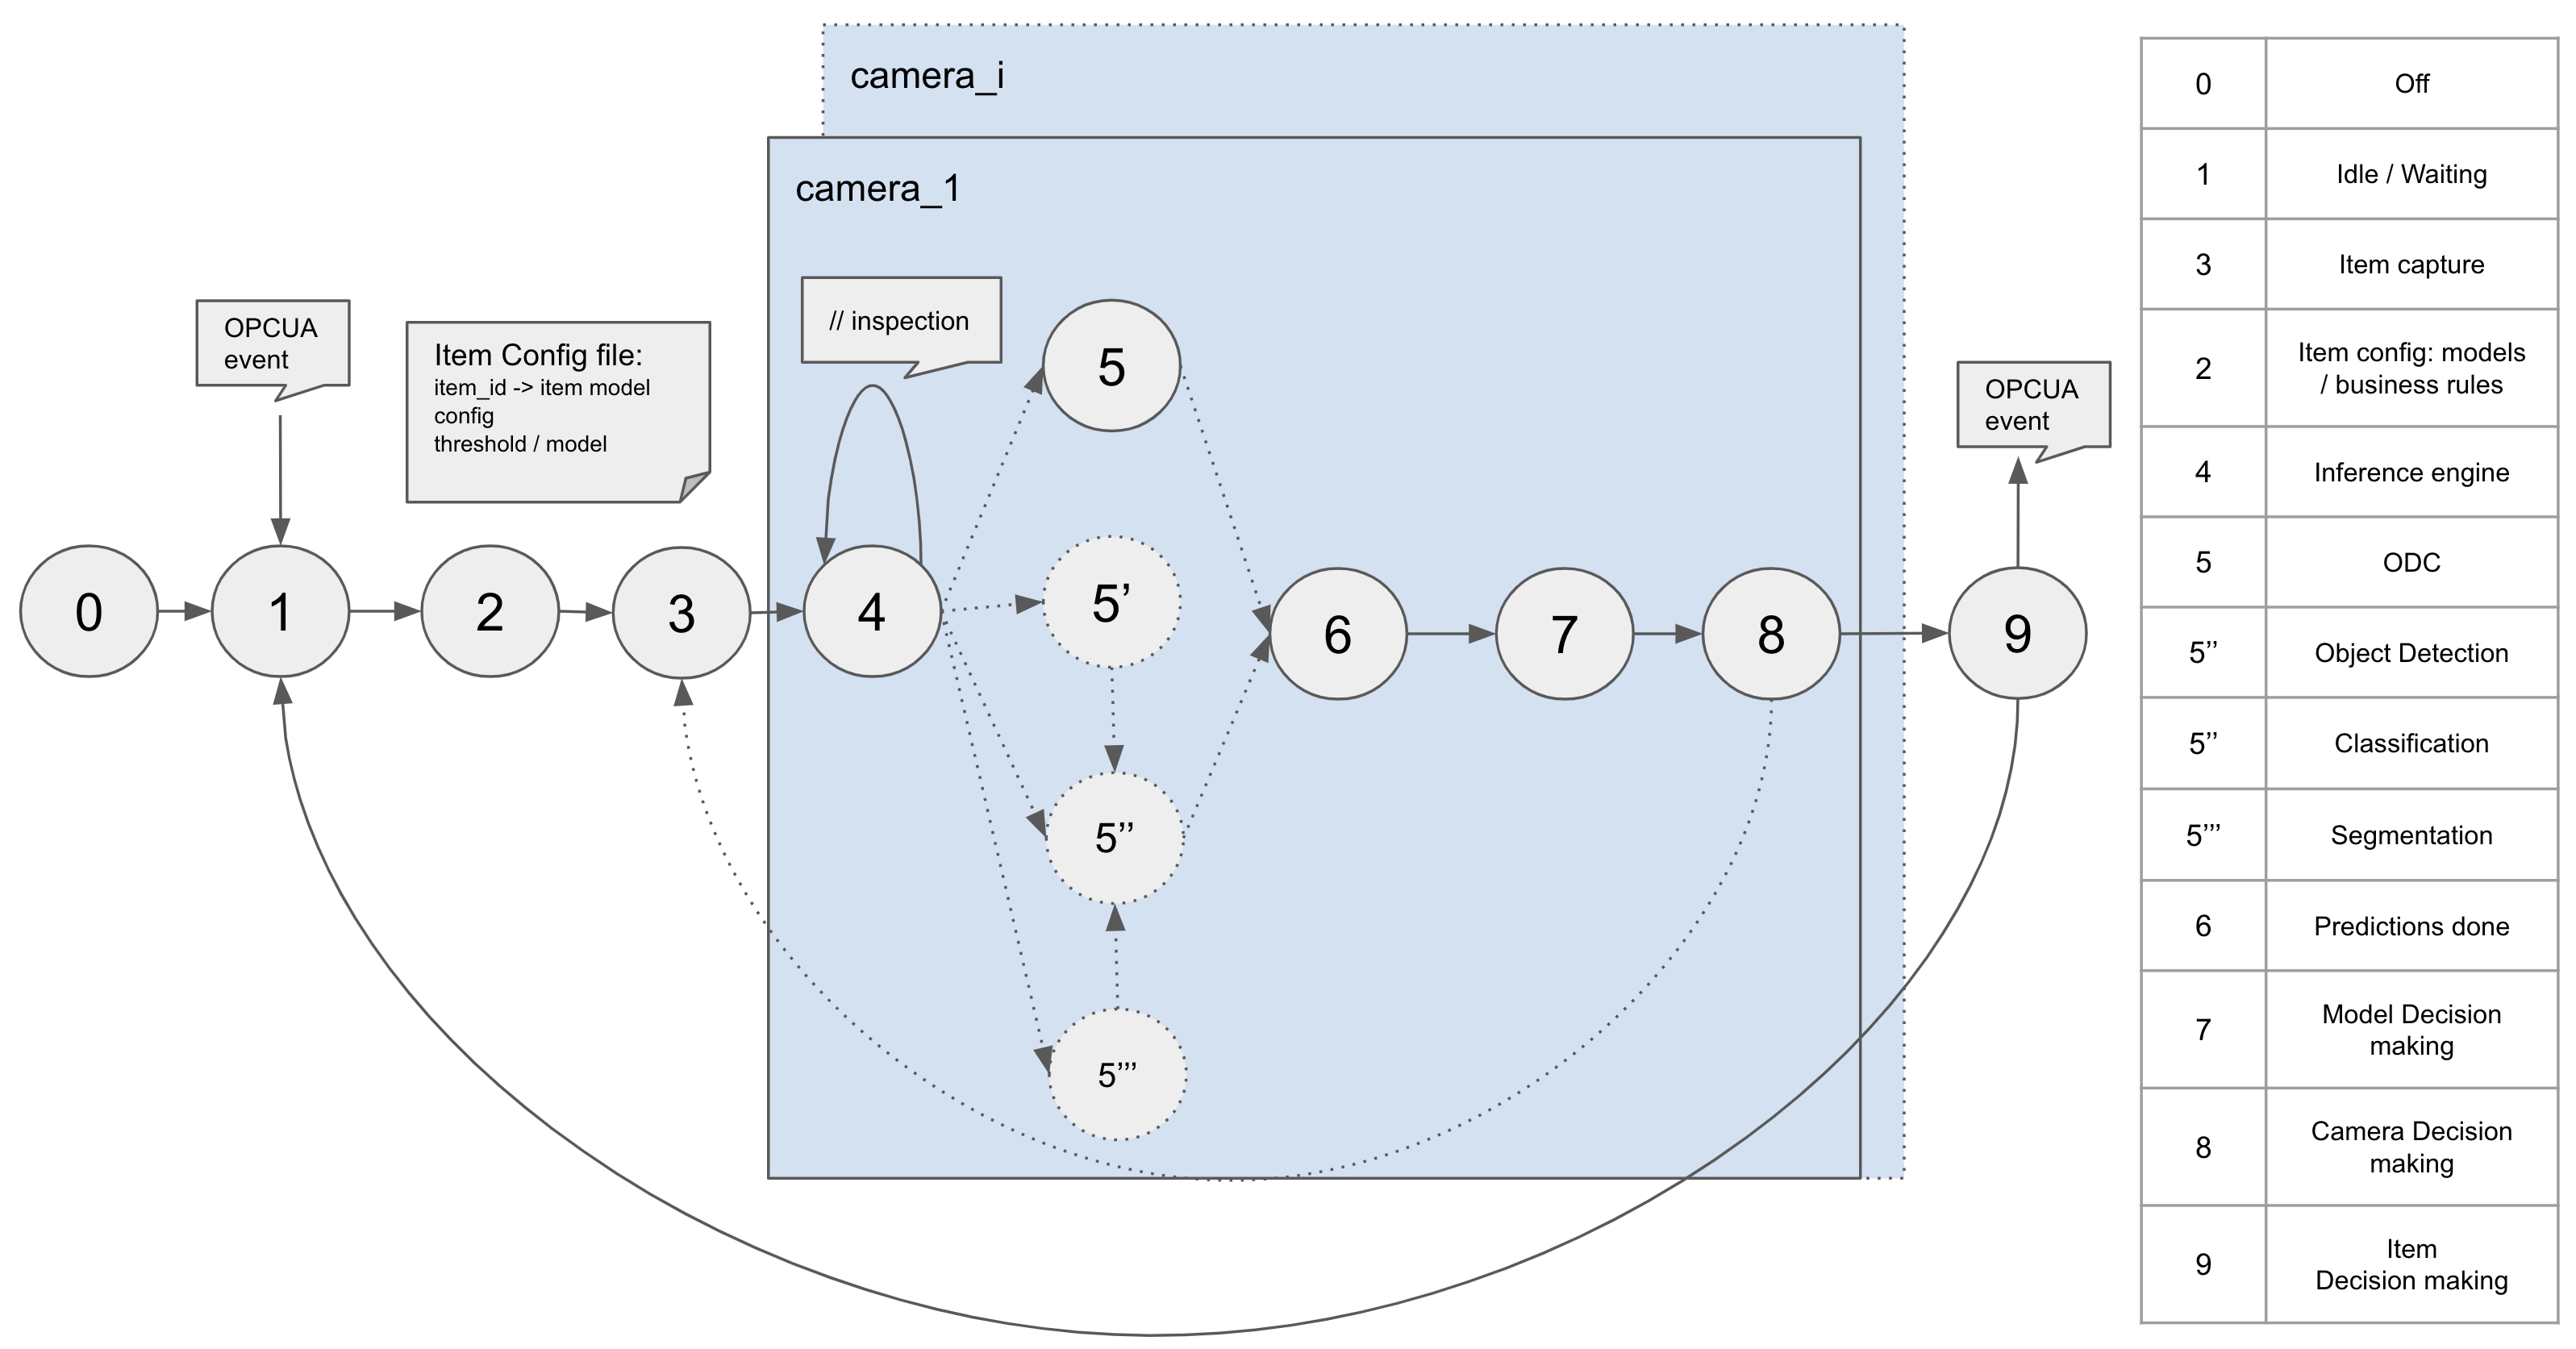 camera_i
camera_1
// inspection
OPCUA
event
Item Config file:
item_id -> item model
config
threshold / model
OPCUA
event
0
1
2
3
4
5
5’
5’’
5’’’
6
7
8
9
0 Off
1 Idle / Waiting
3 Item capture
2 Item config: models
/ business rules
4 Inference engine
5 ODC
5’’ Object Detection
5’’ Classification
5’’’ Segmentation
6 Predictions done
7 Model Decision
making
8 Camera Decision
making
9 Item
Decision making